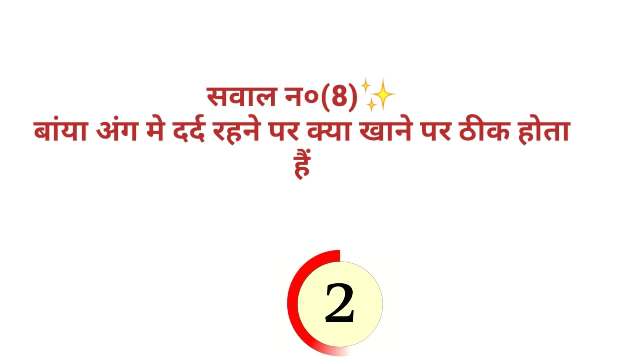 सवाल न०(8)✨
बांया अंग मे दर्द रहने पर क्या खाने पर ठीक होता
हैं
2